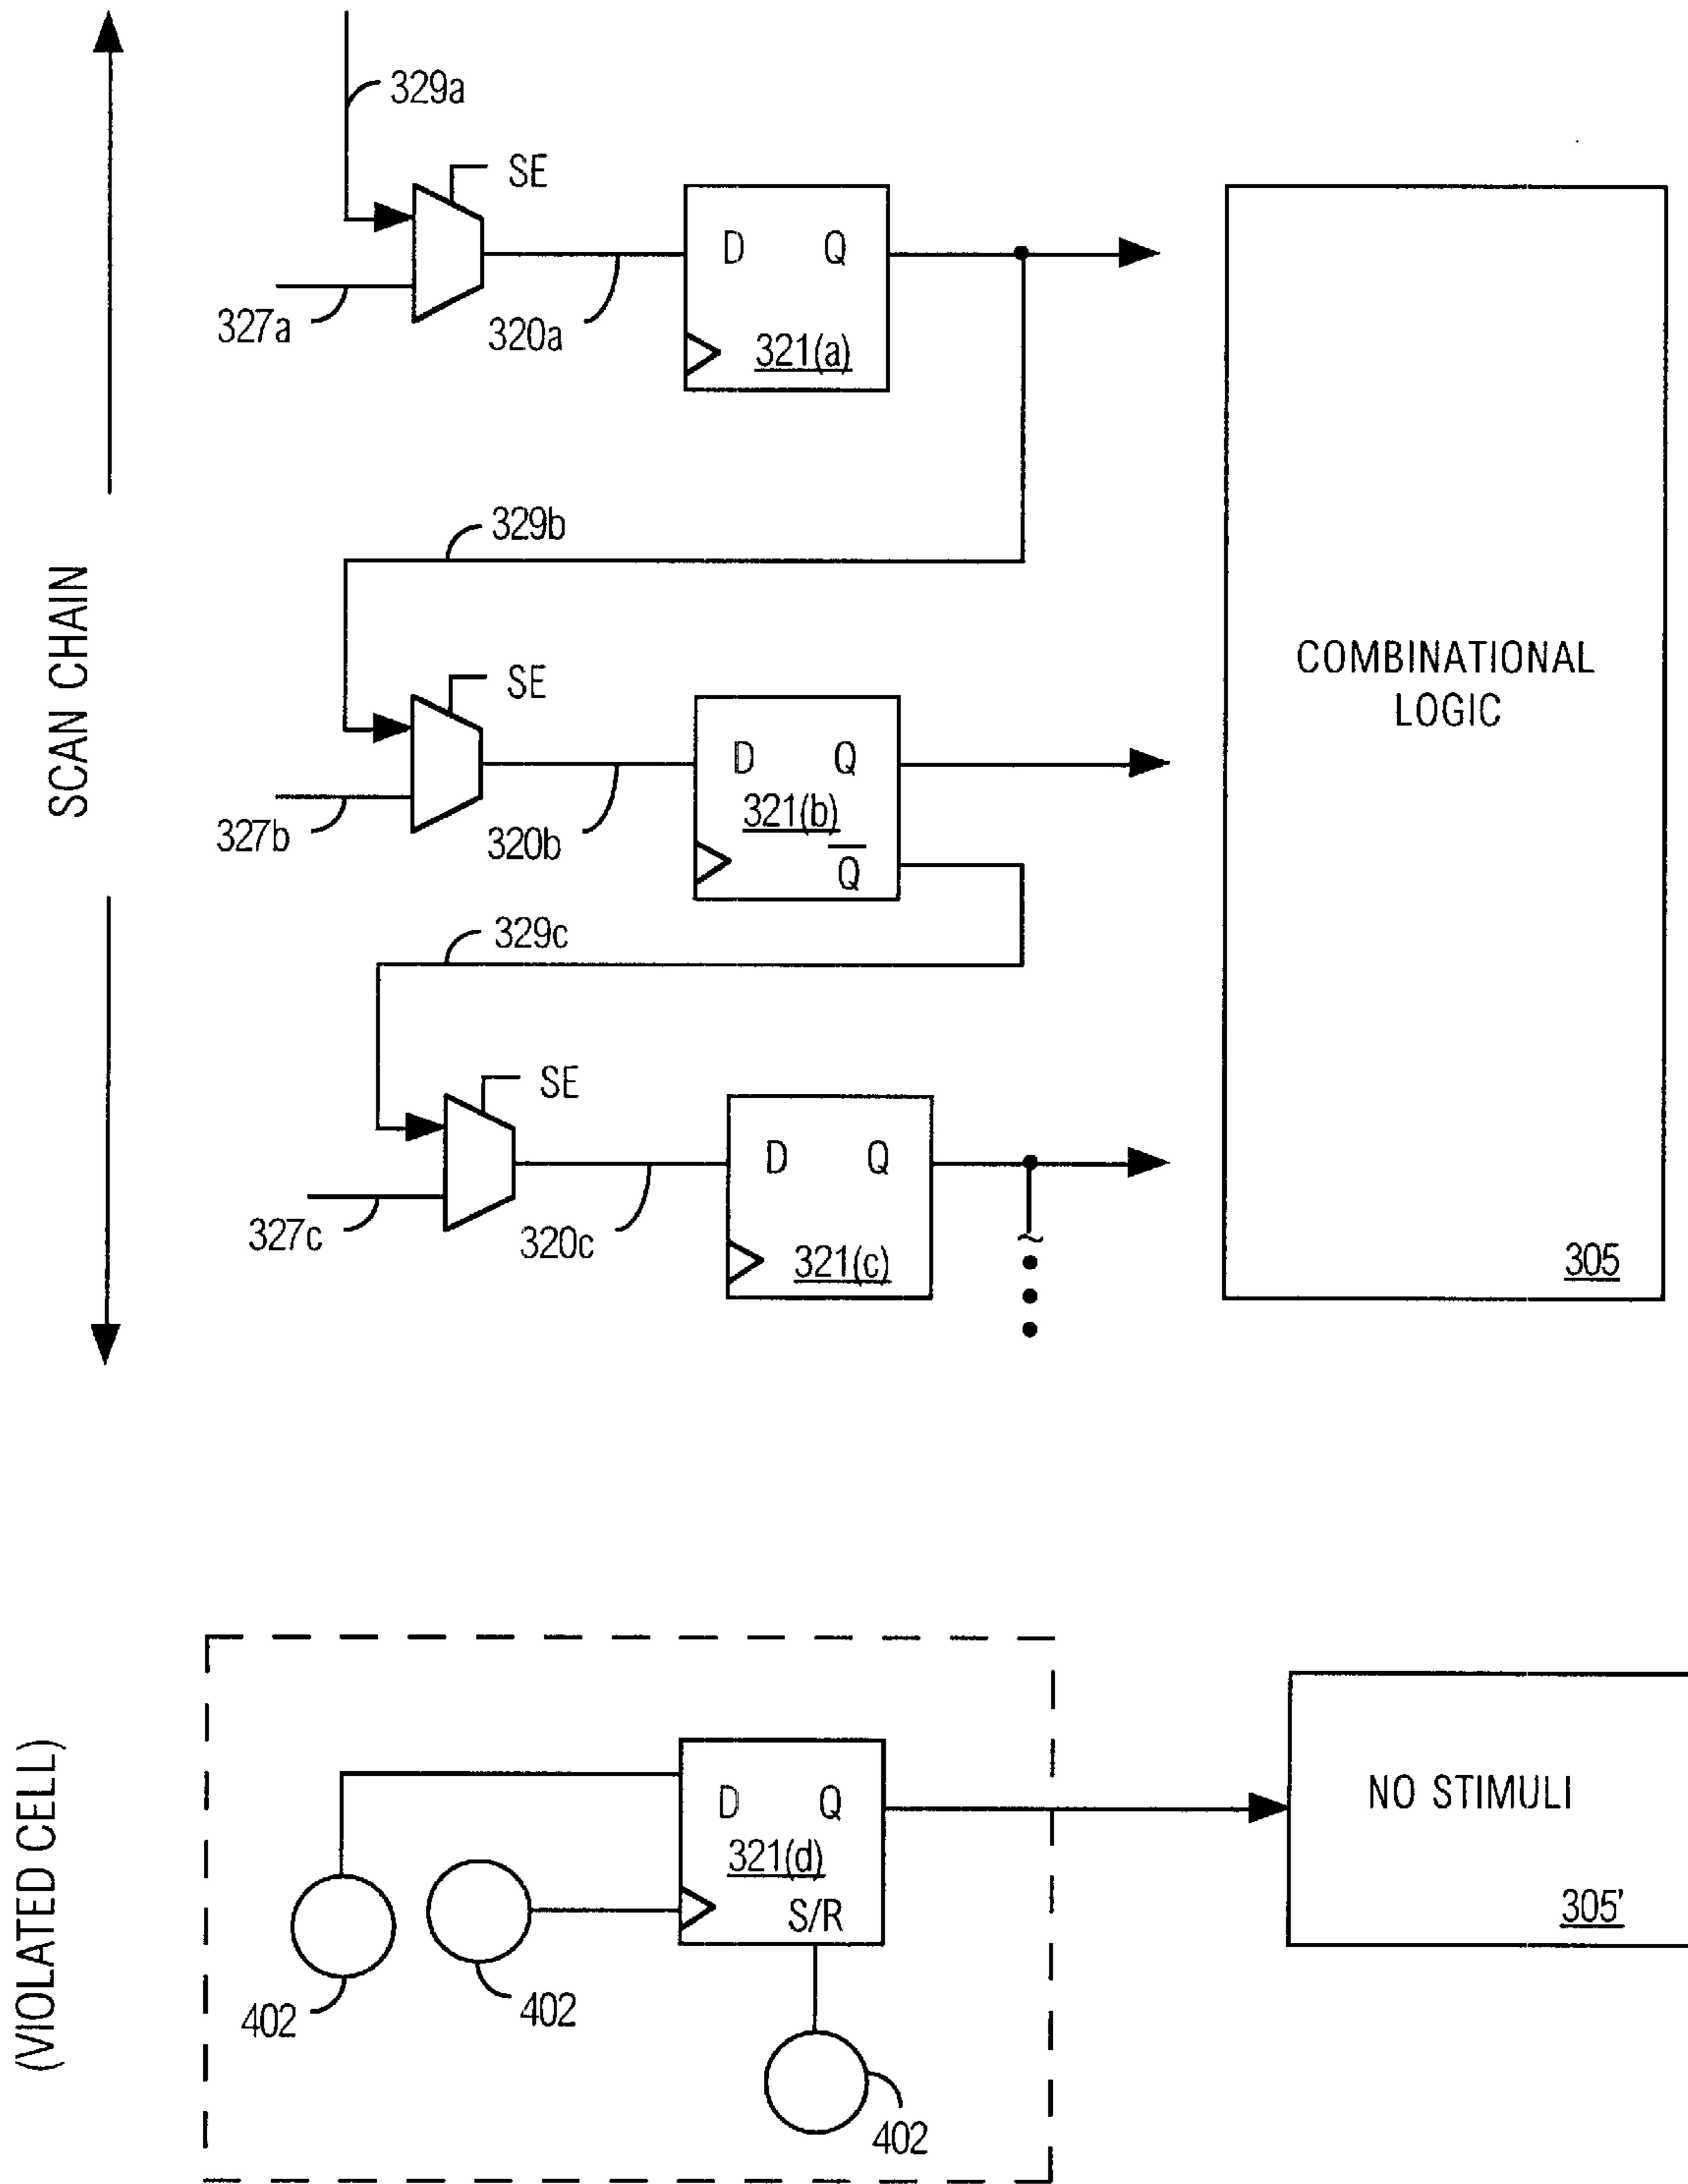 329a
SE
D Q
327a
320a
321(a)
SCAN CHAIN
329b
SE
COMBINATIONAL
LOGIC
D Q
321(b)
327b
320b
Q̅
329c
SE
D Q
327c
320c
321(c)
305
(VIOLATED CELL)
D Q
NO STIMULI
321(d)
S/R
305'
402
402
402